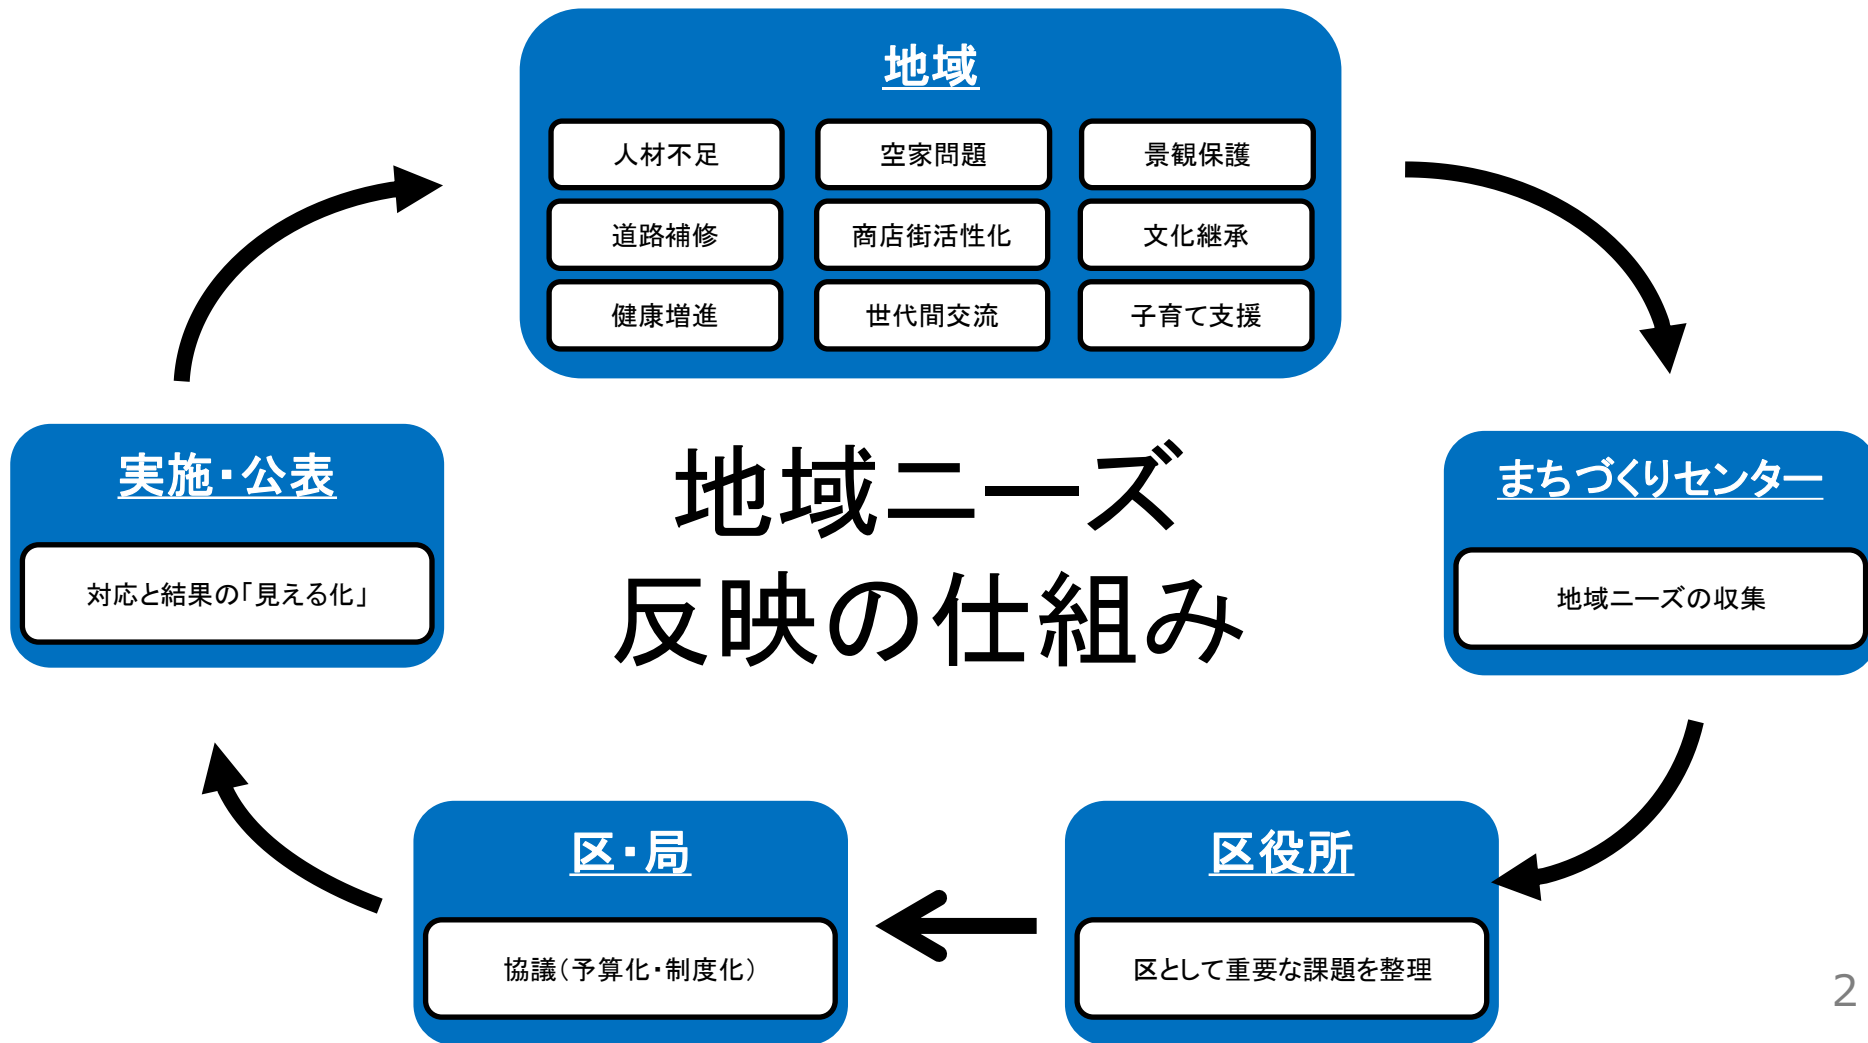 地域
人材不足
空家問題
景観保護
道路補修
商店街活性化
文化継承
健康増進
世代間交流
子育て支援
実施・公表
対応と結果の「見える化」
地域ニーズ
反映の仕組み
まちづくりセンター
地域ニーズの収集
区・局
協議（予算化・制度化）
区役所
区として重要な課題を整理
2